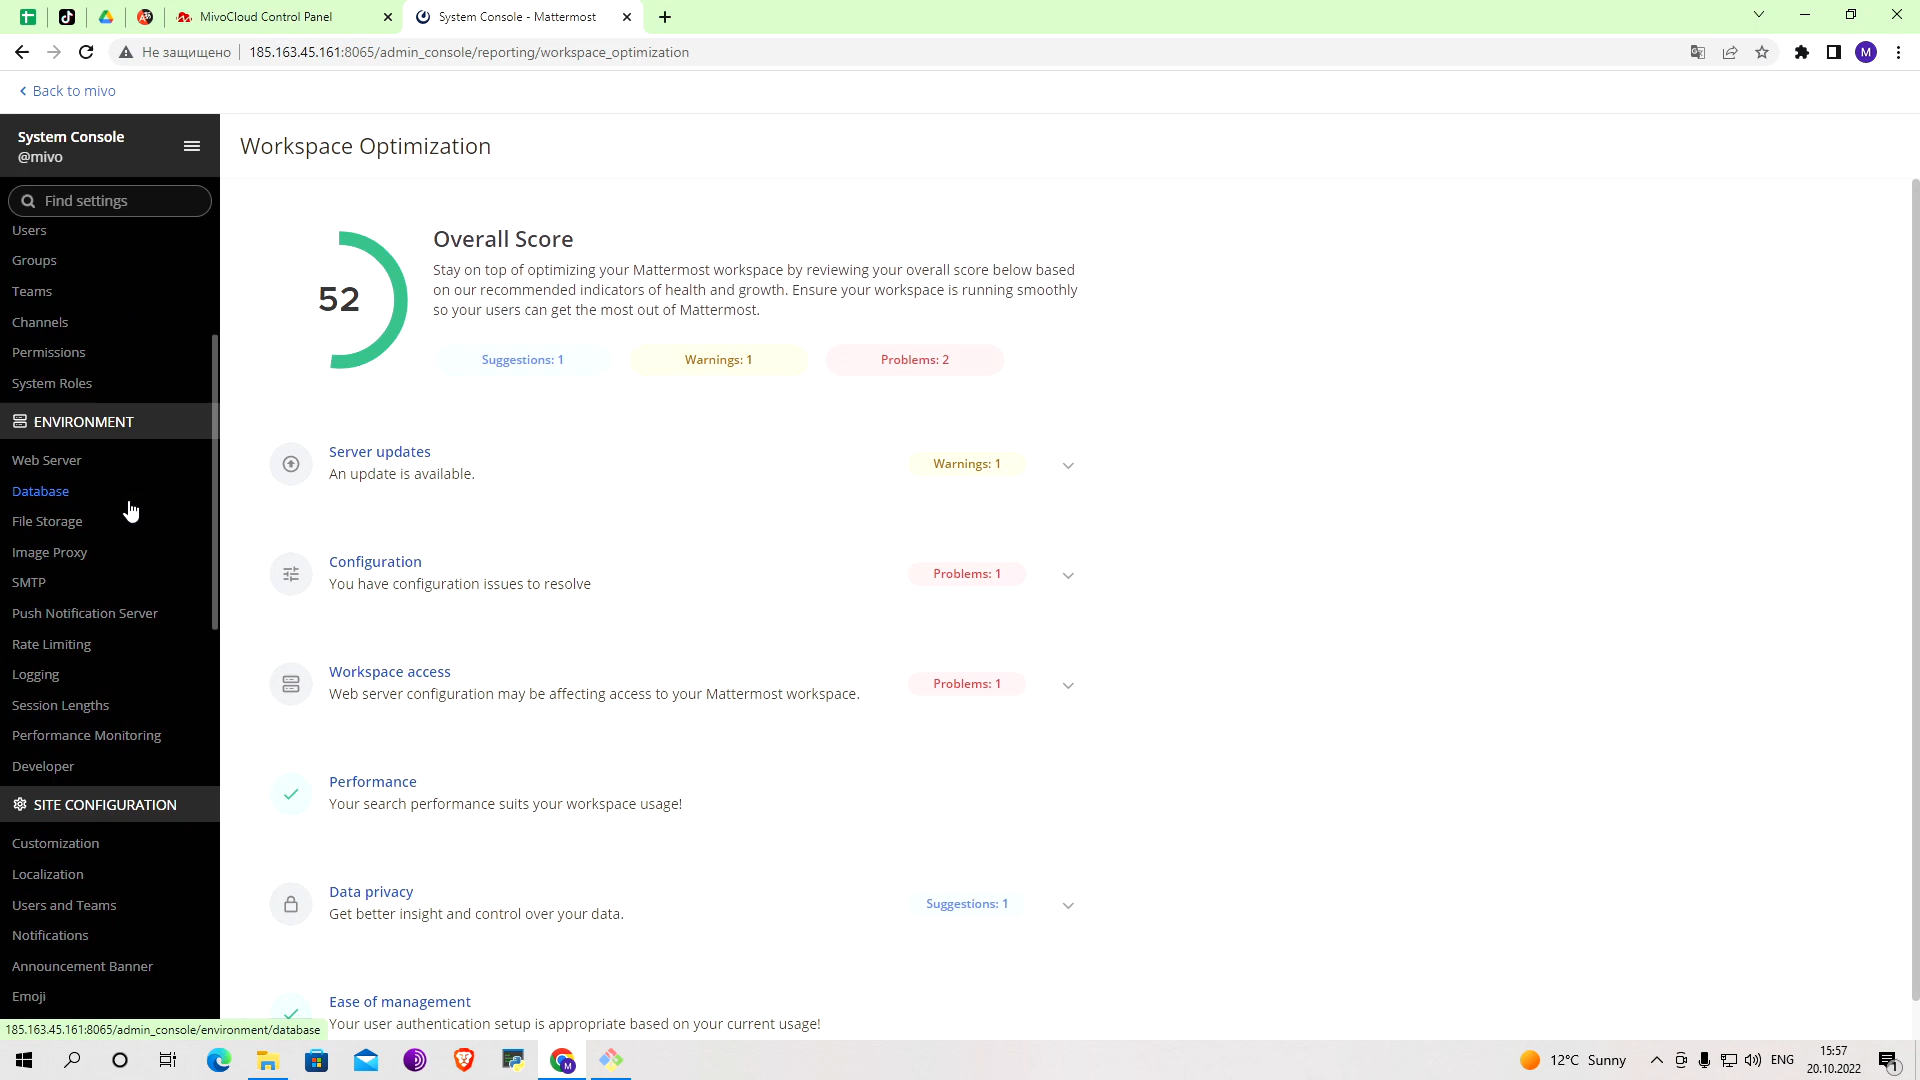 MivoCloud Control Panel
System Console - Mattermost
Не защищено
185.163.45.161:8065/admin_console/reporting/workspace_optimization
M
Back to mivo
System Console
@mivo
Find settings
Users
Groups
Teams
Channels
Permissions
System Roles
ENVIRONMENT
Web Server
Database
File Storage
Image Proxy
SMTP
Push Notification Server
Rate Limiting
Logging
Session Lengths
Performance Monitoring
Developer
SITE CONFIGURATION
Customization
Localization
Users and Teams
Notifications
Announcement Banner
Emoji
185.163.45.161:8065/admin_console/environment/database
Workspace Optimization
52
Overall Score
Stay on top of optimizing your Mattermost workspace by reviewing your overall score below based
on our recommended indicators of health and growth. Ensure your workspace is running smoothly
so your users can get the most out of Mattermost.
Suggestions: 1
Warnings: 1
Problems: 2
Server updates
An update is available.
Warnings: 1
Configuration
You have configuration issues to resolve
Problems: 1
Workspace access
Web server configuration may be affecting access to your Mattermost workspace.
Problems: 1
Performance
Your search performance suits your workspace usage!
Data privacy
Get better insight and control over your data.
Suggestions: 1
Ease of management
Your user authentication setup is appropriate based on your current usage!
M
12°C Sunny
ENG
15:57
20.10.2022
1